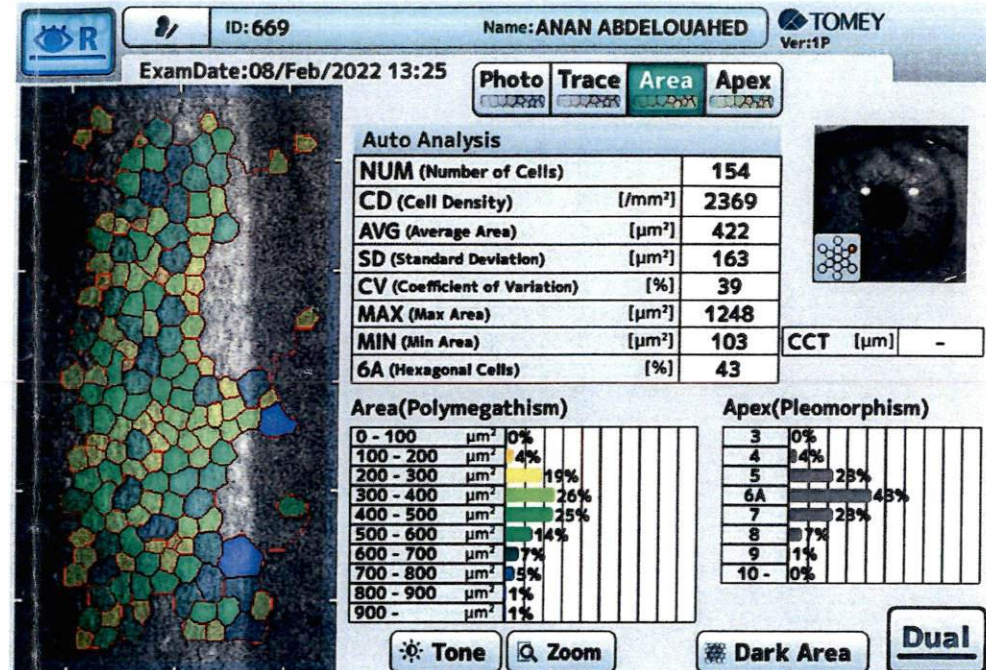 R
ID:669
Name:ANAN ABDELOUAHED
TOMEY
Ver:1P
ExamDate:08/Feb/2022 13:25
Photo Trace Area Apex
Auto Analysis
NUM (Number of Cells) 154
CD (Cell Density) [/mm²] 2369
AVG (Average Area) [µm²] 422
SD (Standard Deviation) [µm²] 163
CV (Coefficient of Variation) [%] 39
MAX (Max Area) [µm²] 1248
MIN (Min Area) [µm²] 103
6A (Hexagonal Cells) [%] 43
CCT [µm] -
Area(Polymegathism)
0 - 100 µm² 0%
100 - 200 µm² 4%
200 - 300 µm² 19%
300 - 400 µm² 26%
400 - 500 µm² 25%
500 - 600 µm² 14%
600 - 700 µm² 7%
700 - 800 µm² 5%
800 - 900 µm² 1%
900 - µm² 1%
Apex(Pleomorphism)
3 0%
4 4%
5 23%
6A 43%
7 23%
8 7%
9 1%
10 - 0%
Tone
Zoom
Dark Area
Dual